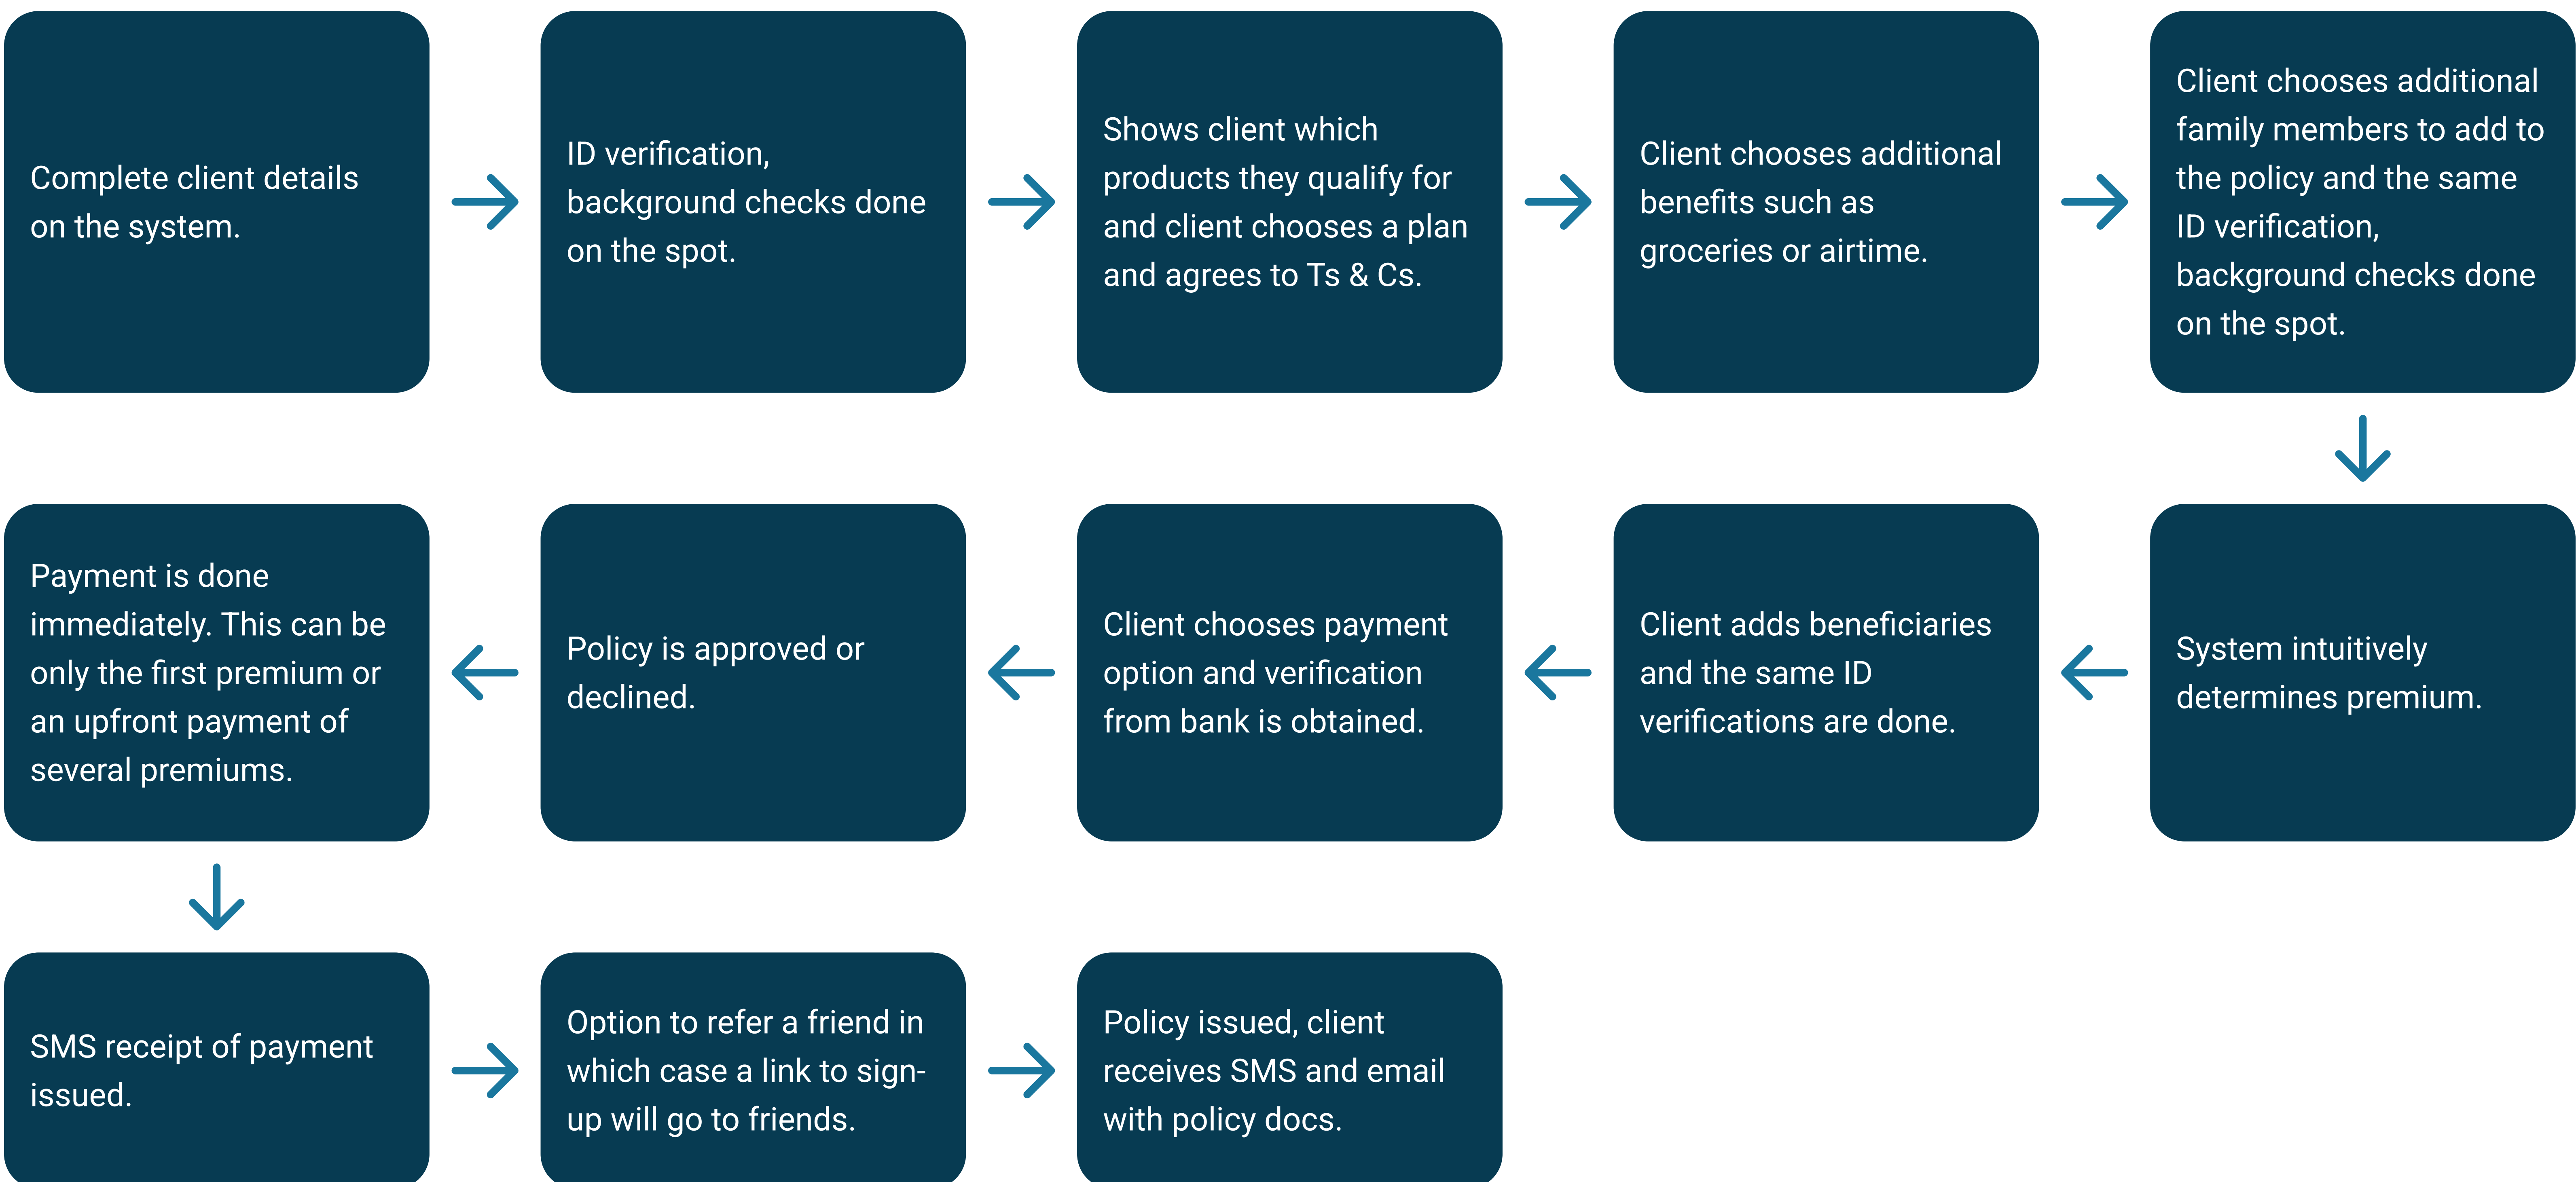 Complete client details
on the system.
ID verification,
background checks done
on the spot.
Shows client which
products they qualify for
and client chooses a plan
and agrees to Ts & Cs.
Client chooses additional
benefits such as
groceries or airtime.
Client chooses additional
family members to add to
the policy and the same
ID verification,
background checks done
on the spot.
System intuitively
determines premium.
Client adds beneficiaries
and the same ID
verifications are done.
Client chooses payment
option and verification
from bank is obtained.
Policy is approved or
declined.
Payment is done
immediately. This can be
only the first premium or
an upfront payment of
several premiums.
SMS receipt of payment
issued.
Option to refer a friend in
which case a link to sign-
up will go to friends.
Policy issued, client
receives SMS and email
with policy docs.